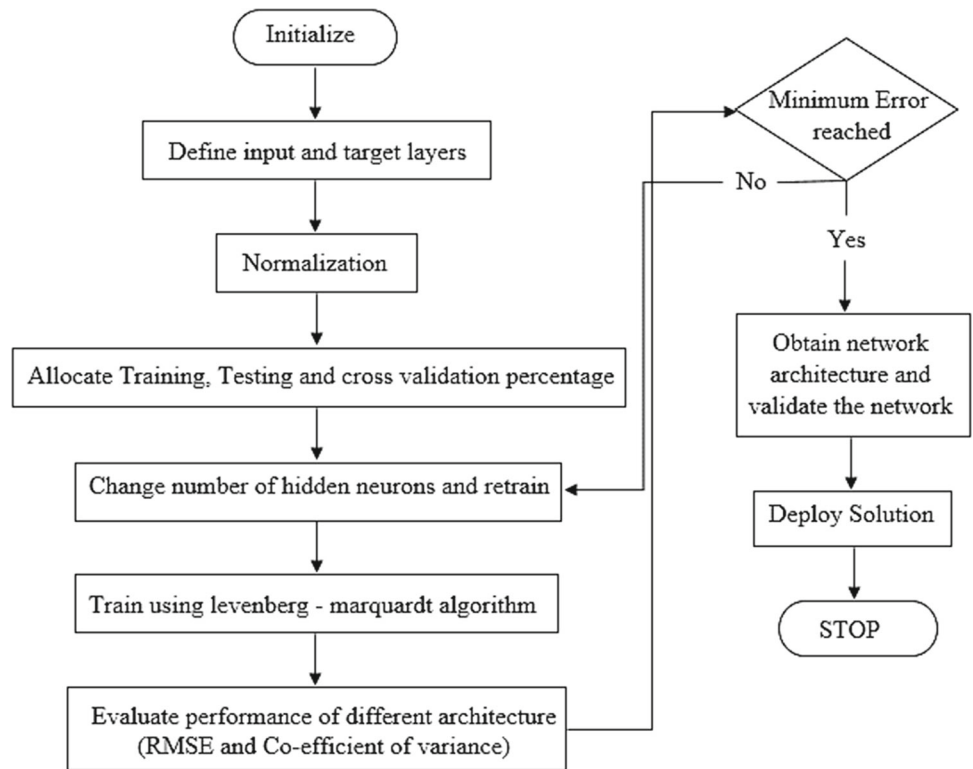 Initialize
Define input and target layers
Normalization
Allocate Training, Testing and cross validation percentage
Change number of hidden neurons and retrain
Train using levenberg - marquardt algorithm
Evaluate performance of different architecture
(RMSE and Co-efficient of variance)
Minimum Error
reached
No
Yes
Obtain network
architecture and
validate the network
Deploy Solution
STOP